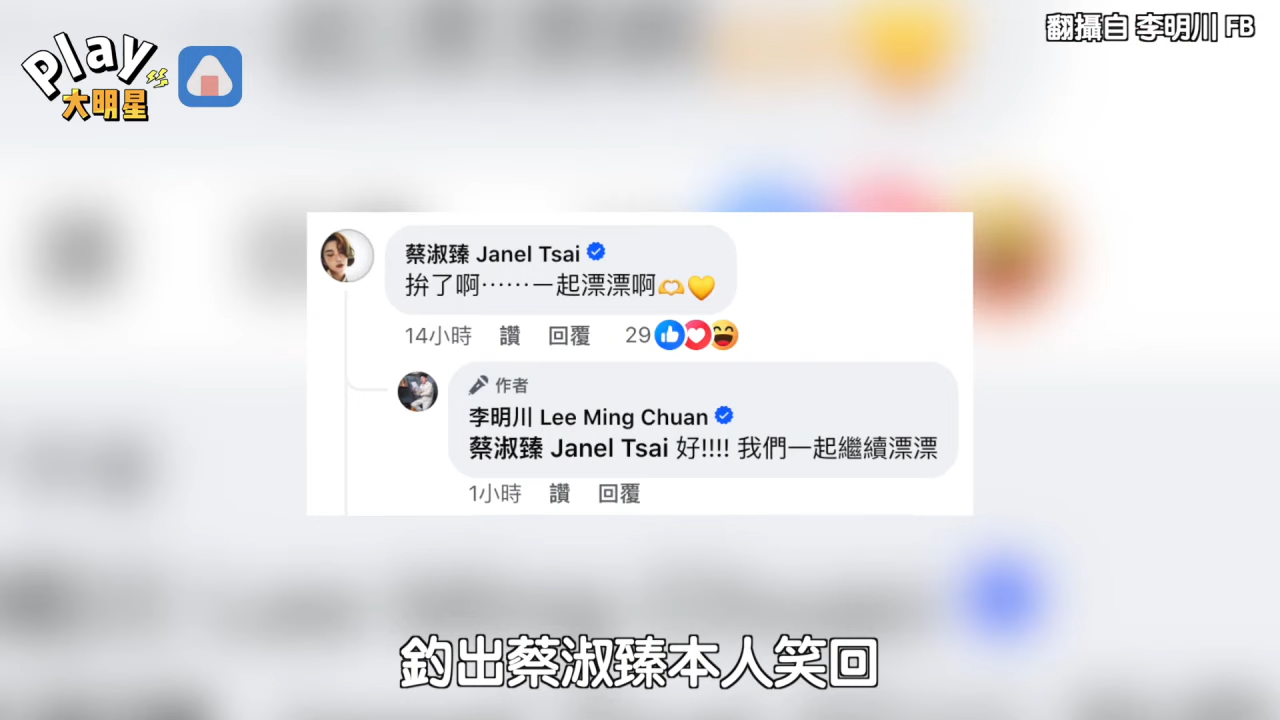 Play
大明星
翻攝自 李明川 FB
蔡淑臻 Janel Tsai
拚了啊⋯⋯一起漂漂啊🫶💛
14小時 讚 回覆 29
作者
李明川 Lee Ming Chuan
蔡淑臻 Janel Tsai 好!!!! 我們一起繼續漂漂
1小時 讚 回覆
釣出蔡淑臻本人笑回